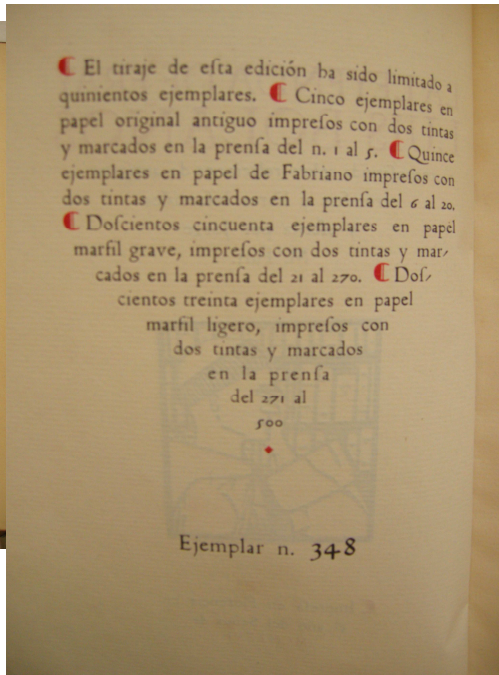 ⁋ El tiraje de eſta edición ha sido limitado a
quinientos ejemplares. ⁋ Cinco ejemplares en
papel original antiguo impreſos con dos tintas
y marcados en la prenſa del n. 1 al 5. ⁋ Quince
ejemplares en papel de Fabriano impreſos con
dos tintas y marcados en la prenſa del 6 al 20.
⁋ Doſcientos cincuenta ejemplares en papel
marfil grave, impreſos con dos tintas y mar-
cados en la prenſa del 21 al 270. ⁋ Doſ-
cientos treinta ejemplares en papel
marfil ligero, impreſos con
dos tintas y marcados
en la prenſa
del 271 al
500
Ejemplar n. 348